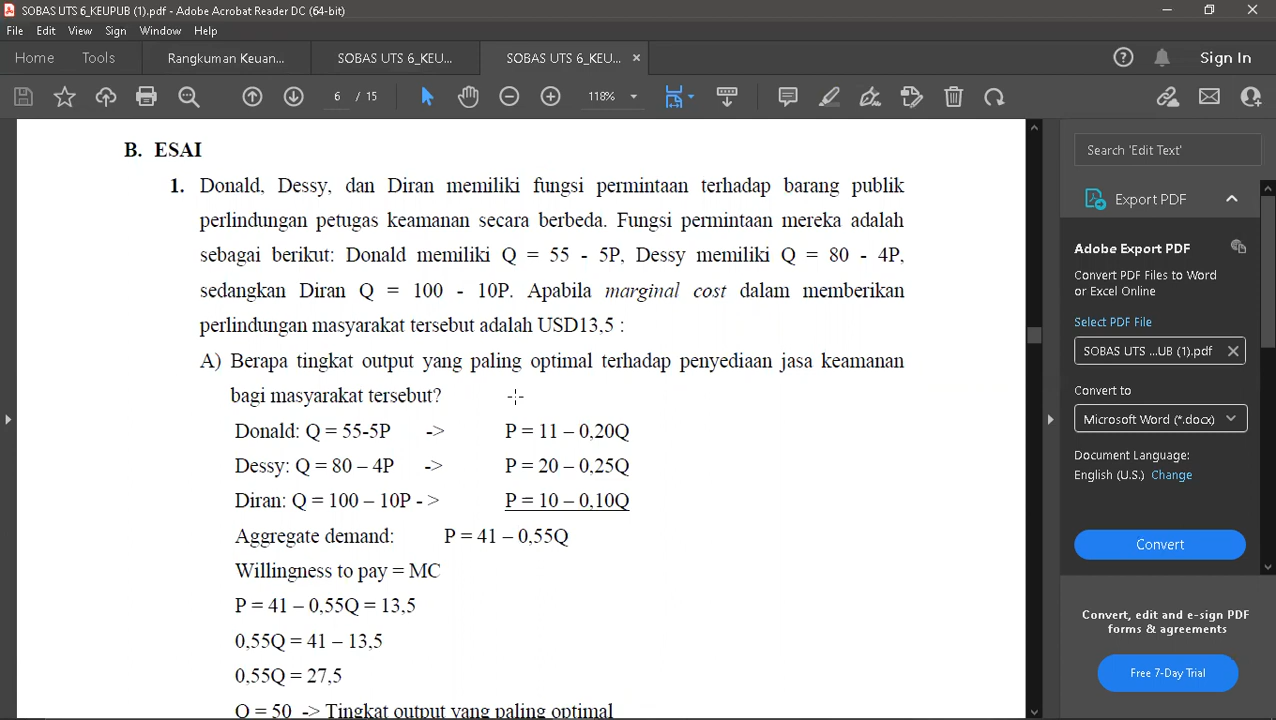 SOBAS UTS 6_KEUPUB (1).pdf - Adobe Acrobat Reader DC (64-bit)
File Edit View Sign Window Help
Home Tools Rangkuman Keuan... SOBAS UTS 6_KEU... SOBAS UTS 6_KEU... × Sign In
6 / 15 118%
B. ESAI
1. Donald, Dessy, dan Diran memiliki fungsi permintaan terhadap barang publik
perlindungan petugas keamanan secara berbeda. Fungsi permintaan mereka adalah
sebagai berikut: Donald memiliki Q = 55 - 5P, Dessy memiliki Q = 80 - 4P,
sedangkan Diran Q = 100 - 10P. Apabila marginal cost dalam memberikan
perlindungan masyarakat tersebut adalah USD13,5 :
A) Berapa tingkat output yang paling optimal terhadap penyediaan jasa keamanan
bagi masyarakat tersebut?
Donald: Q = 55-5P -> P = 11 – 0,20Q
Dessy: Q = 80 – 4P -> P = 20 – 0,25Q
Diran: Q = 100 – 10P - > P = 10 – 0,10Q
Aggregate demand: P = 41 – 0,55Q
Willingness to pay = MC
P = 41 – 0,55Q = 13,5
0,55Q = 41 – 13,5
0,55Q = 27,5
Q = 50 -> Tingkat output yang paling optimal
Search 'Edit Text'
Export PDF
Adobe Export PDF
Convert PDF Files to Word
or Excel Online
Select PDF File
SOBAS UTS ...UB (1).pdf
Convert to
Microsoft Word (*.docx)
Document Language:
English (U.S.) Change
Convert
Convert, edit and e-sign PDF
forms & agreements
Free 7-Day Trial